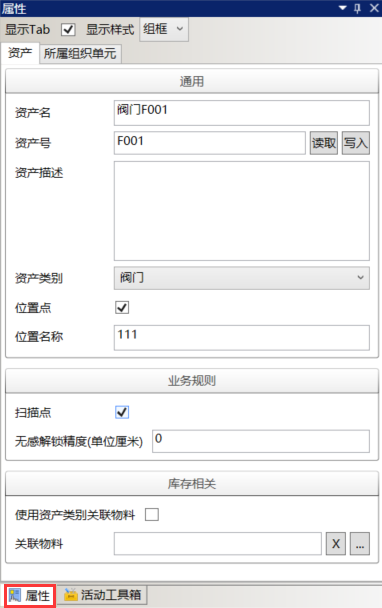 属性
显示Tab 显示样式 组框
资产 所属组织单元
通用
资产名 阀门F001
资产号 F001 读取 写入
资产描述
资产类别 阀门
位置点
位置名称 111
业务规则
扫描点
无感解锁精度(单位厘米) 0
库存相关
使用资产类别关联物料
关联物料 X ...
属性 活动工具箱